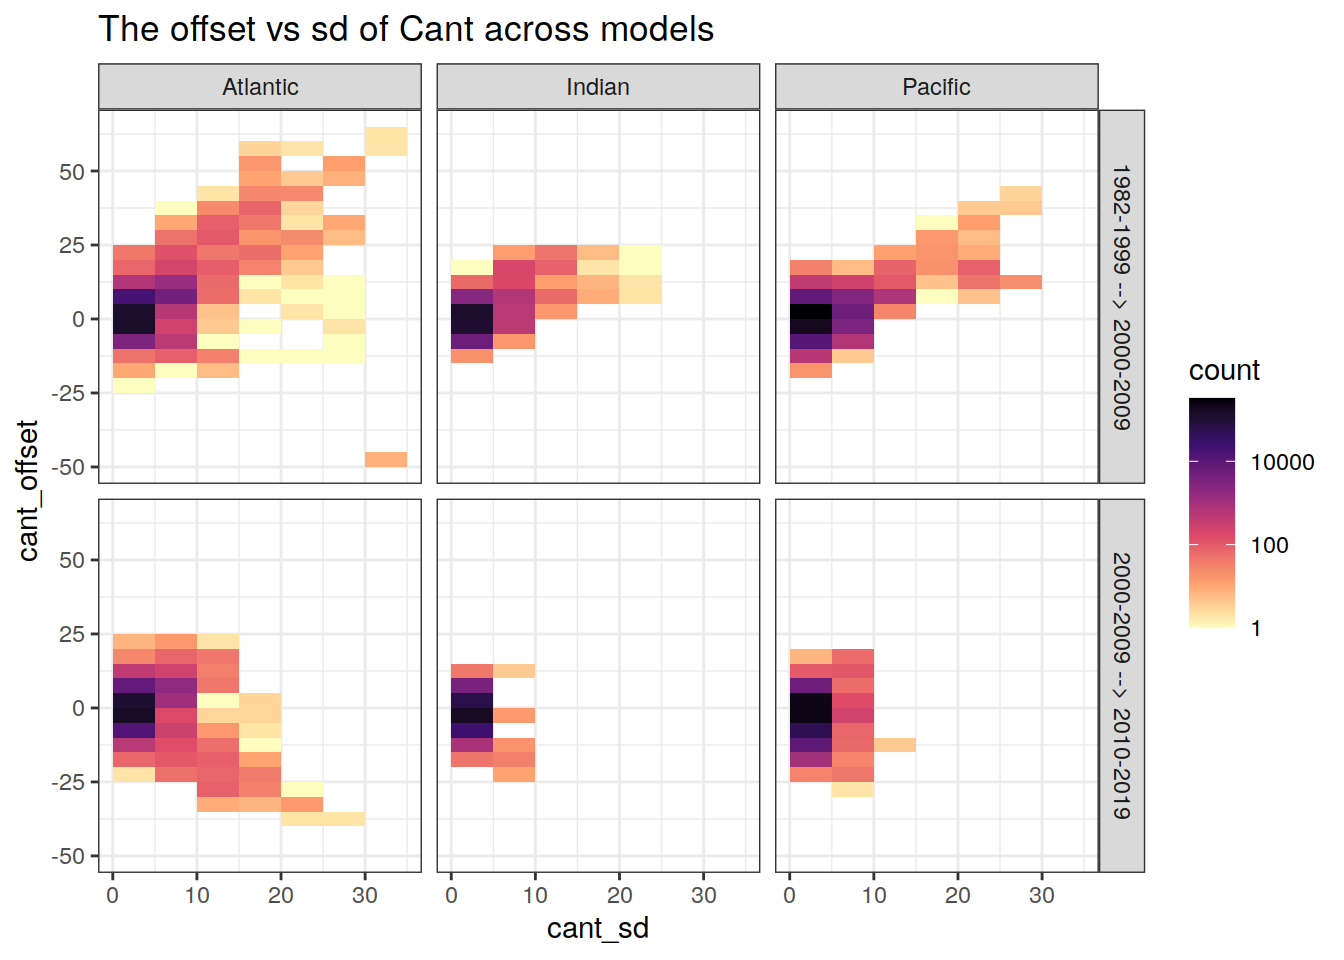 The offset vs sd of Cant across models
Atlantic
Indian
Pacific
50
25
0
-25
-50
1982-1999 --> 2000-2009
50
25
0
-25
-50
2000-2009 --> 2010-2019
cant_offset
0 10 20 30
0 10 20 30
0 10 20 30
cant_sd
count
10000
100
1